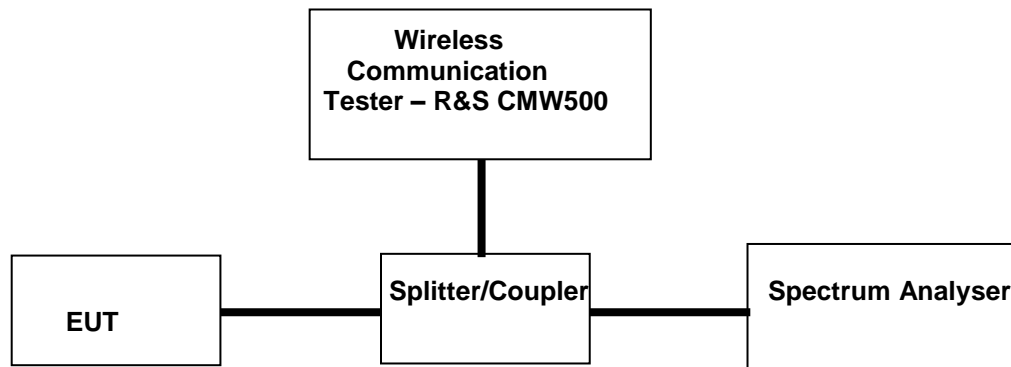 Wireless
Communication
Tester – R&S CMW500
Splitter/Coupler
Spectrum Analyser
EUT